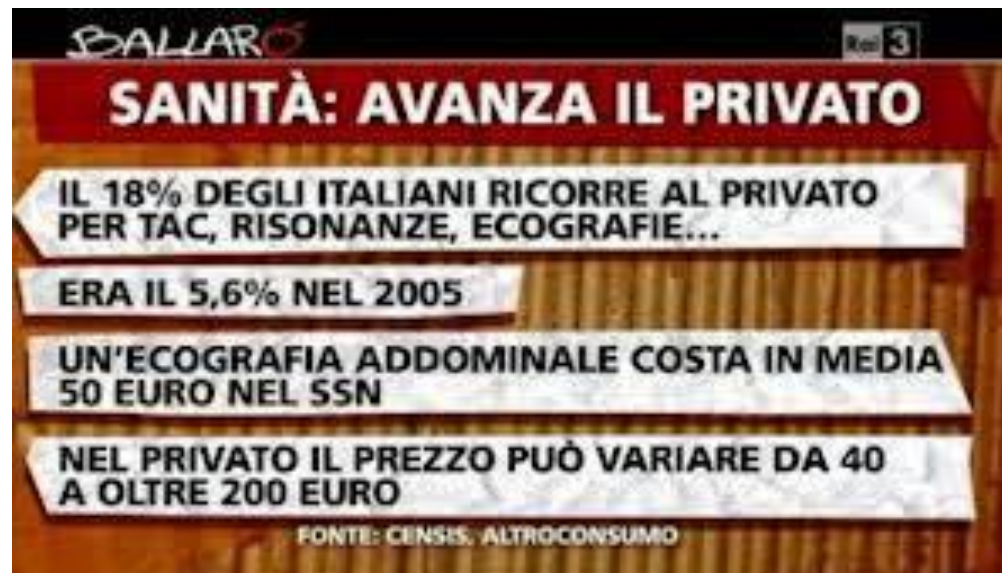 BALLARÒ
Rai 3
SANITÀ: AVANZA IL PRIVATO
IL 18% DEGLI ITALIANI RICORRE AL PRIVATO
PER TAC, RISONANZE, ECOGRAFIE...
ERA IL 5,6% NEL 2005
UN'ECOGRAFIA ADDOMINALE COSTA IN MEDIA
50 EURO NEL SSN
NEL PRIVATO IL PREZZO PUÒ VARIARE DA 40
A OLTRE 200 EURO
FONTE: CENSIS, ALTROCONSUMO